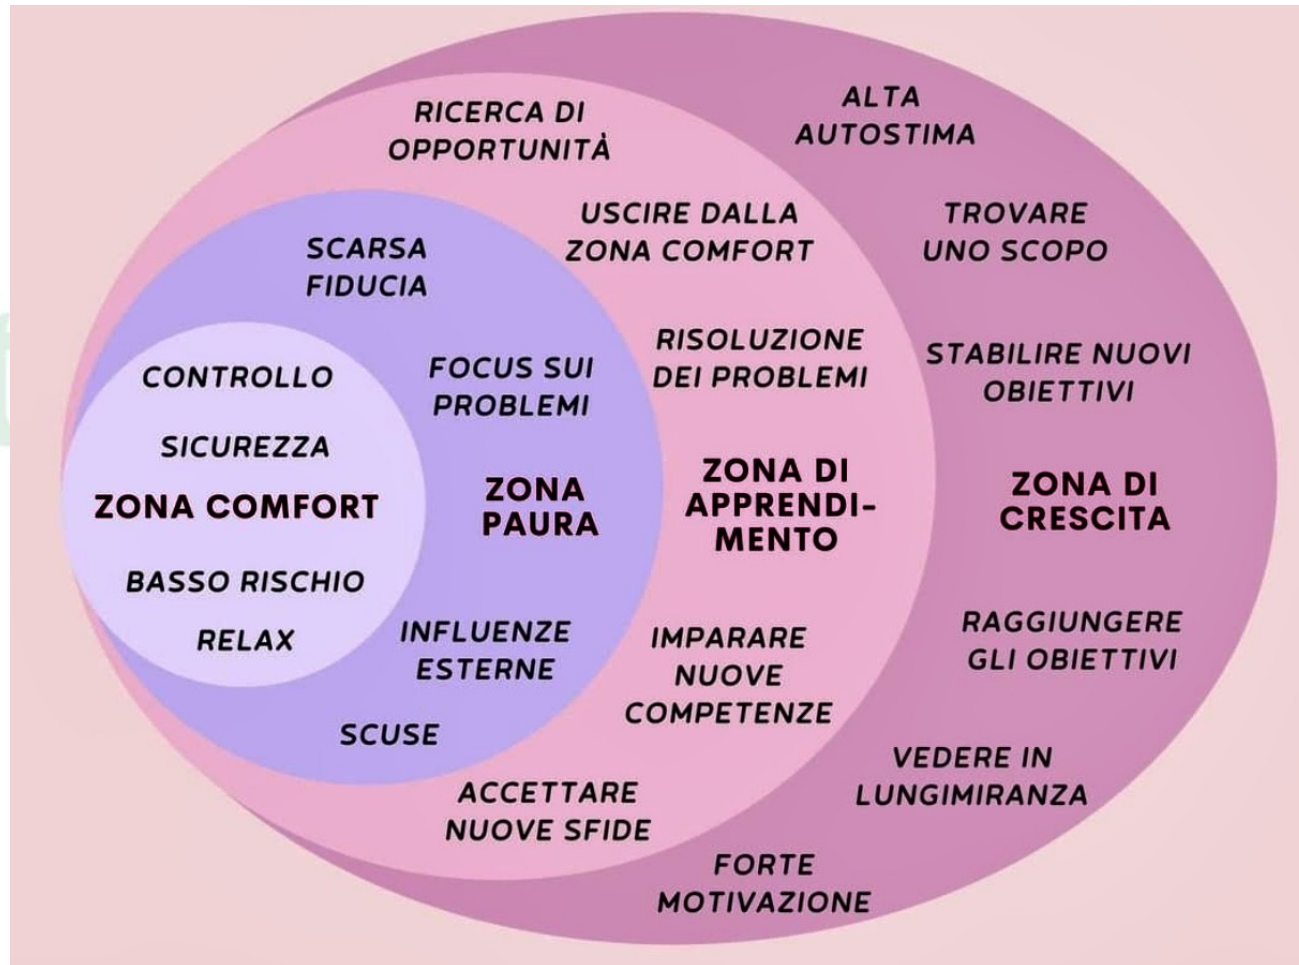 CONTROLLO
SICUREZZA
ZONA COMFORT
BASSO RISCHIO
RELAX
SCARSA
FIDUCIA
FOCUS SUI
PROBLEMI
ZONA
PAURA
INFLUENZE
ESTERNE
SCUSE
RICERCA DI
OPPORTUNITÀ
USCIRE DALLA
ZONA COMFORT
RISOLUZIONE
DEI PROBLEMI
ZONA DI
APPRENDI-
MENTO
IMPARARE
NUOVE
COMPETENZE
ACCETTARE
NUOVE SFIDE
ALTA
AUTOSTIMA
TROVARE
UNO SCOPO
STABILIRE NUOVI
OBIETTIVI
ZONA DI
CRESCITA
RAGGIUNGERE
GLI OBIETTIVI
VEDERE IN
LUNGIMIRANZA
FORTE
MOTIVAZIONE